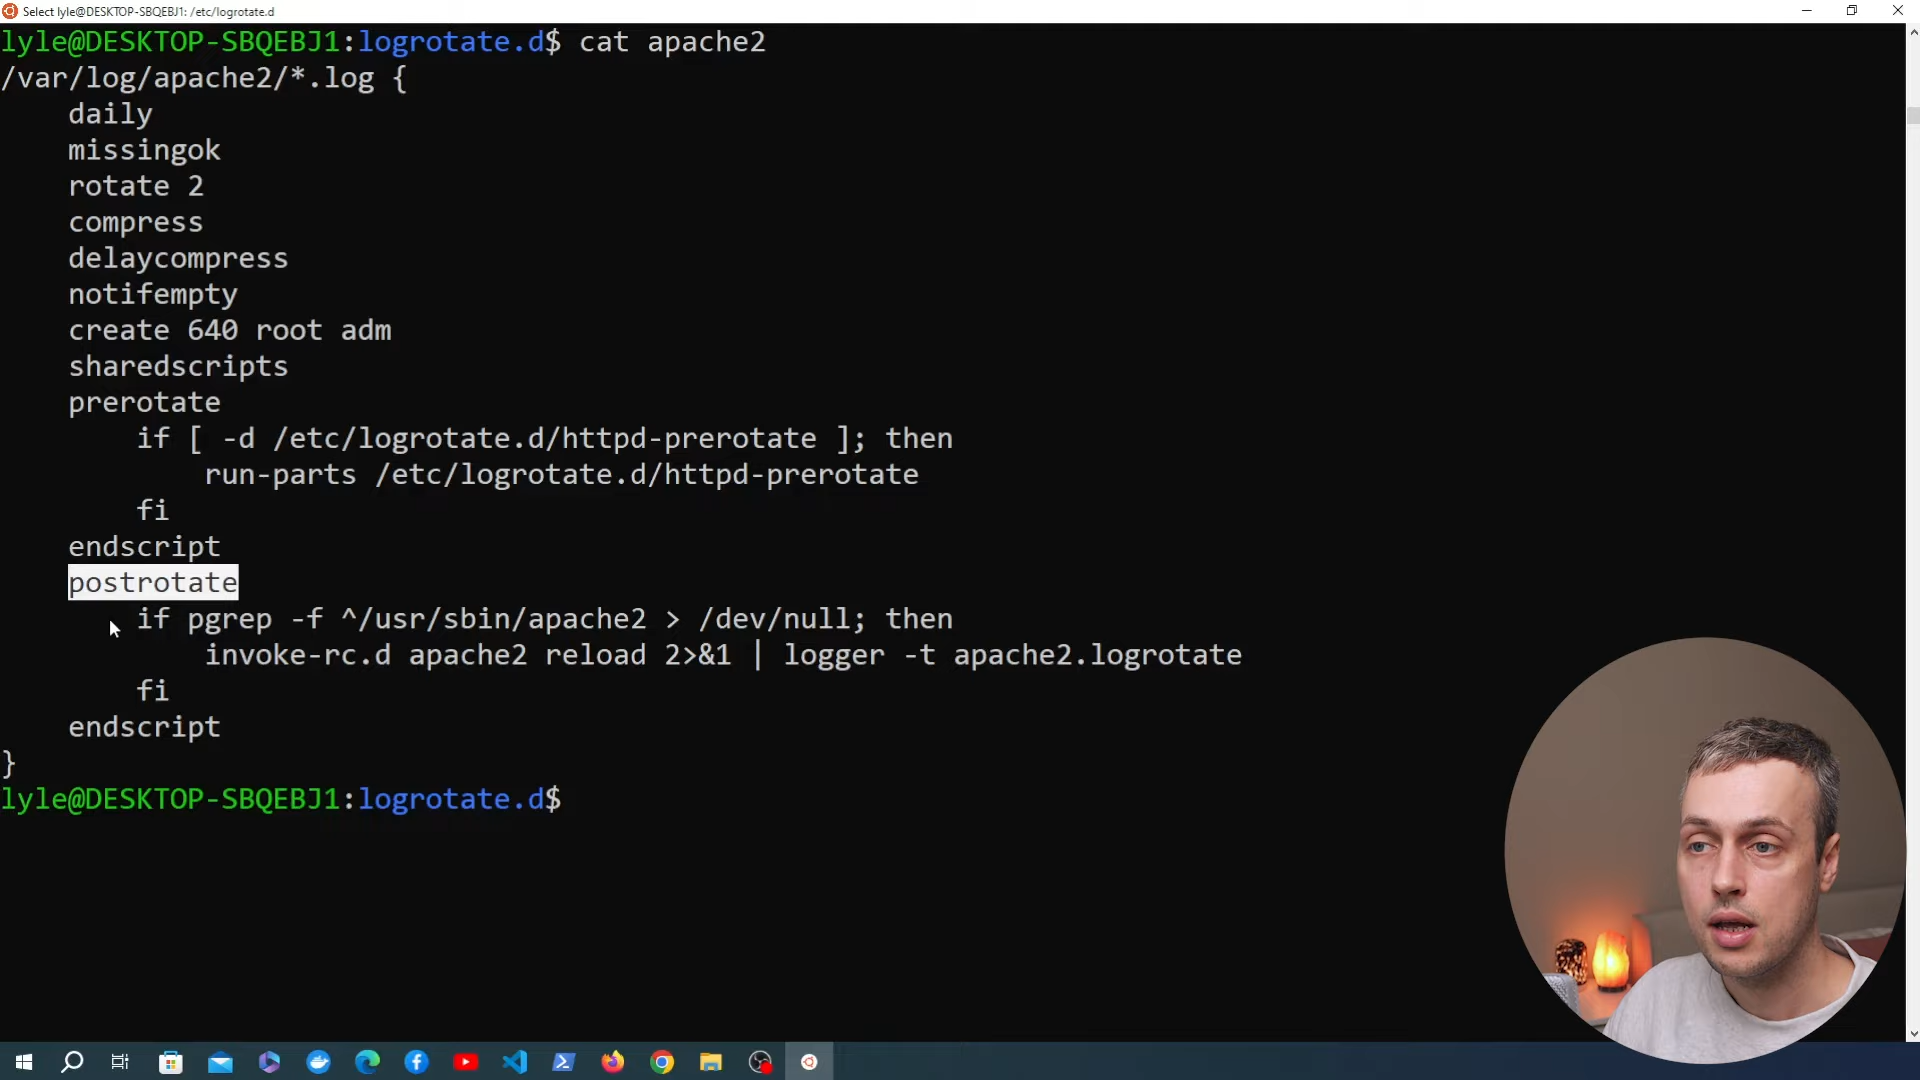 Select lyle@DESKTOP-SBQEBJ1: /etc/logrotate.d
lyle@DESKTOP-SBQEBJ1:logrotate.d$ cat apache2
/var/log/apache2/*.log {
    daily
    missingok
    rotate 2
    compress
    delaycompress
    notifempty
    create 640 root adm
    sharedscripts
    prerotate
        if [ -d /etc/logrotate.d/httpd-prerotate ]; then
            run-parts /etc/logrotate.d/httpd-prerotate
        fi
    endscript
    postrotate
        if pgrep -f ^/usr/sbin/apache2 > /dev/null; then
            invoke-rc.d apache2 reload 2>&1 | logger -t apache2.logrotate
        fi
    endscript
}
lyle@DESKTOP-SBQEBJ1:logrotate.d$